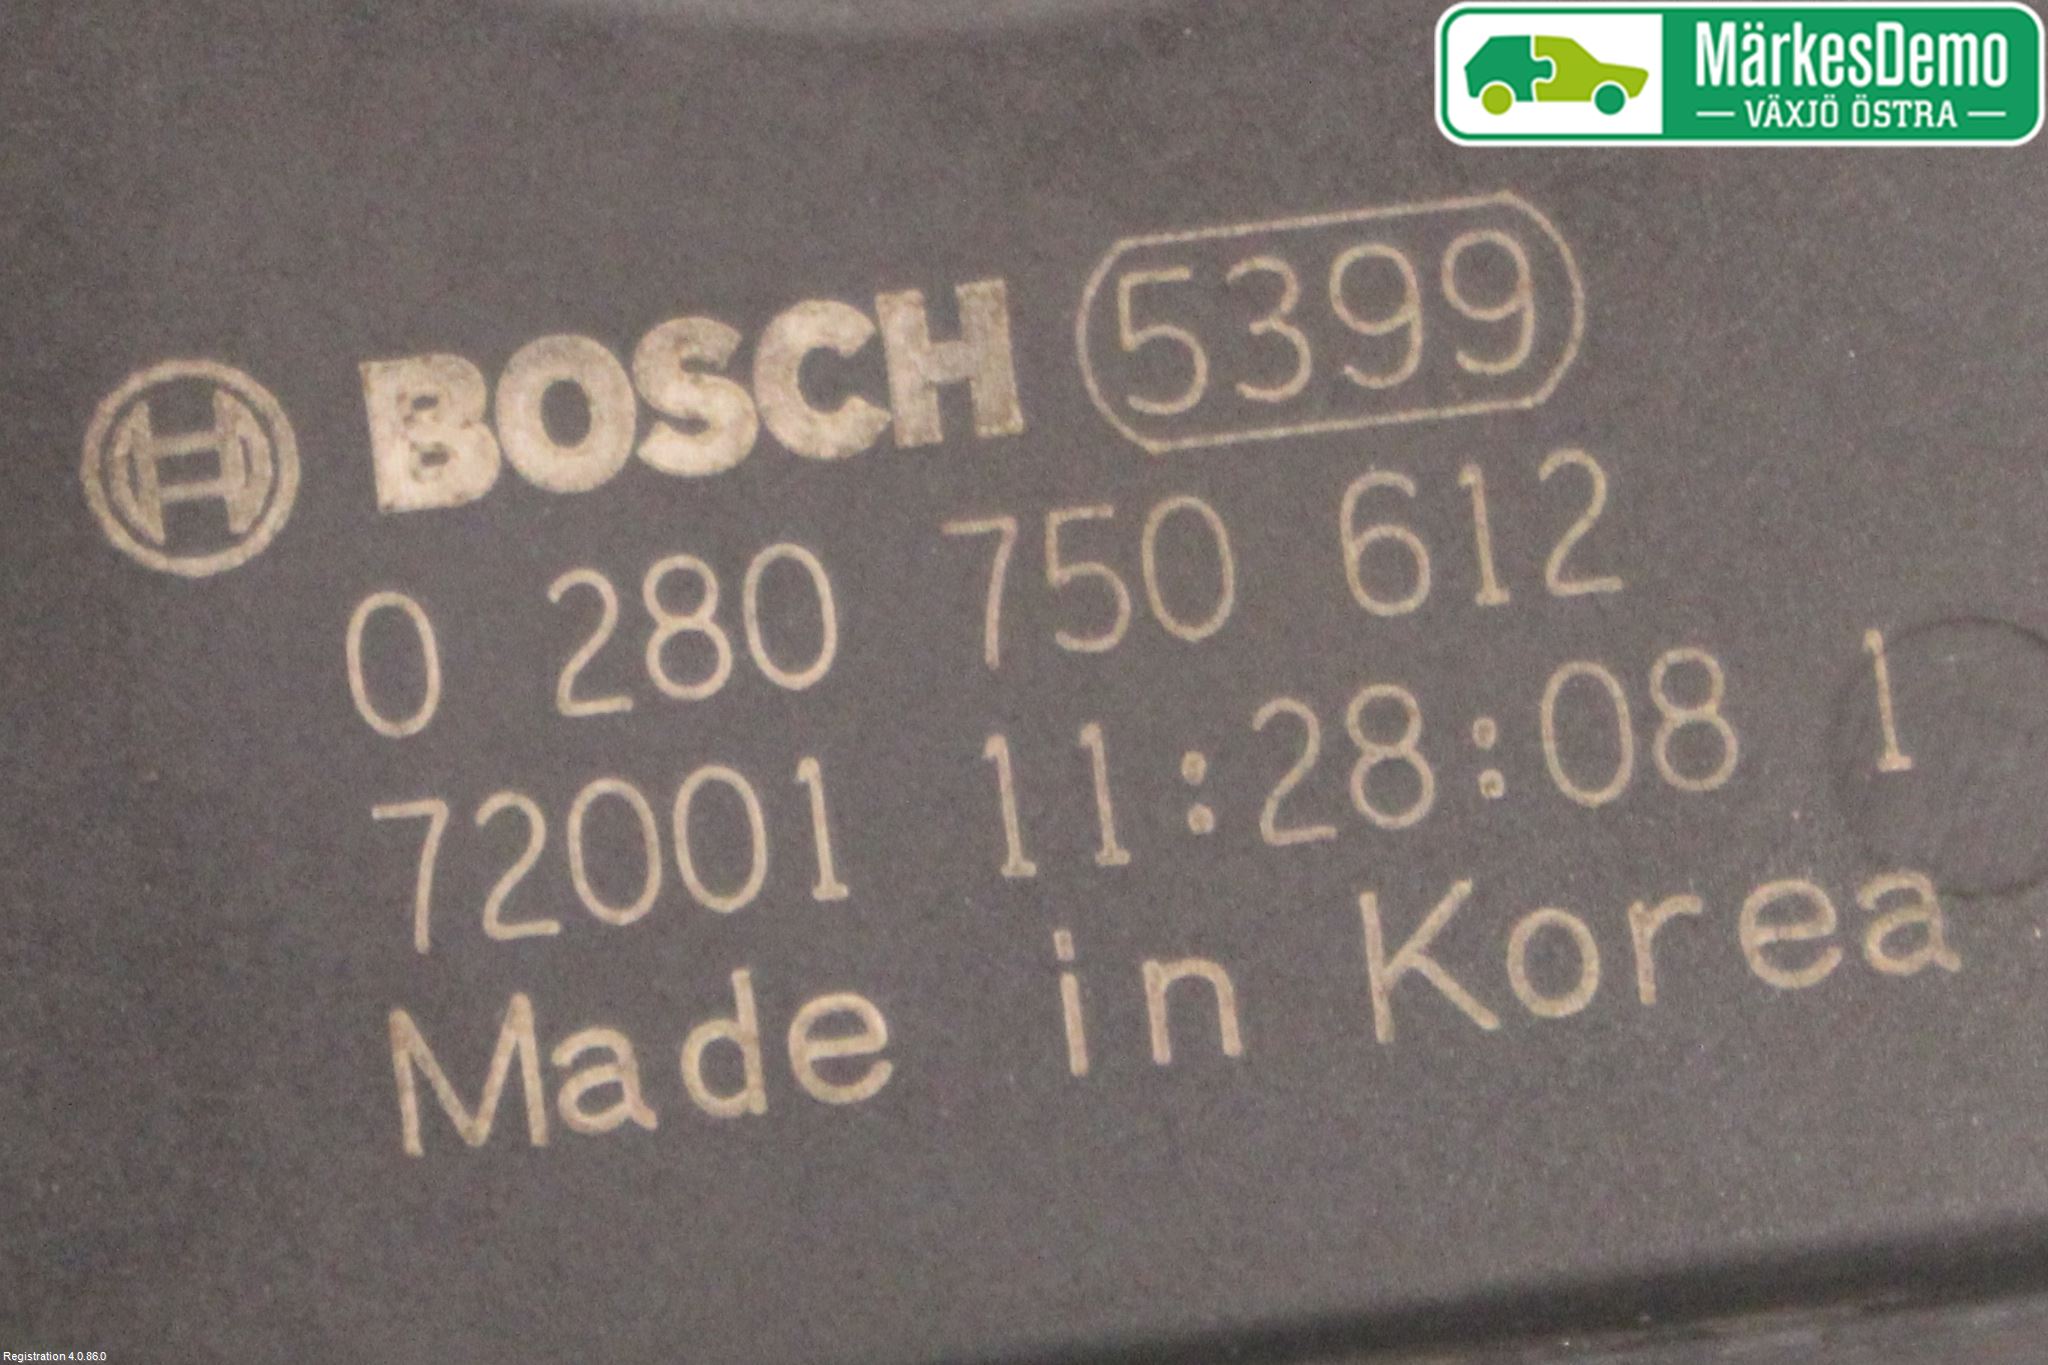 MärkesDemo
— VÄXJÖ ÖSTRA —
BOSCH 5399
0 280 750 612
72001 11:28:08 1
Made in Korea
Registration 4.0.86.0